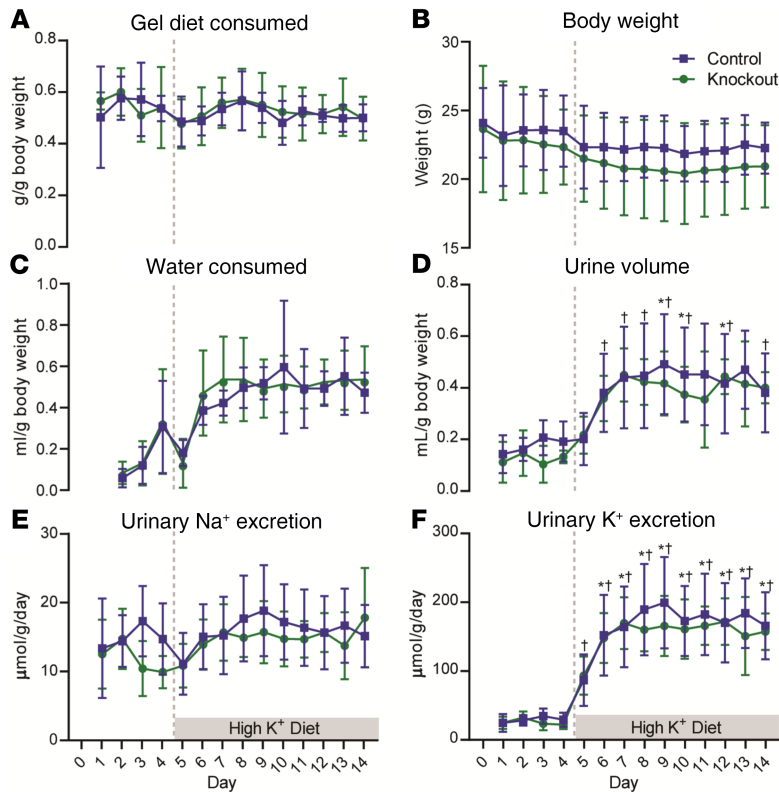 A Gel diet consumed
0.8
0.6
0.4
0.2
0.0
g/g body weight
B Body weight
30
25
20
15
Weight (g)
Control
Knockout
C Water consumed
1.0
0.8
0.6
0.4
0.2
0.0
ml/g body weight
D Urine volume
0.8
0.6
0.4
0.2
0.0
mL/g body weight
† † † *† *† *† †
E Urinary Na⁺ excretion
30
20
10
0
µmol/g/day
High K⁺ Diet
0 1 2 3 4 5 6 7 8 9 10 11 12 13 14
Day
F Urinary K⁺ excretion
300
200
100
0
µmol/g/day
† *† *† *† *† *† *† *† *† *†
High K⁺ Diet
0 1 2 3 4 5 6 7 8 9 10 11 12 13 14
Day